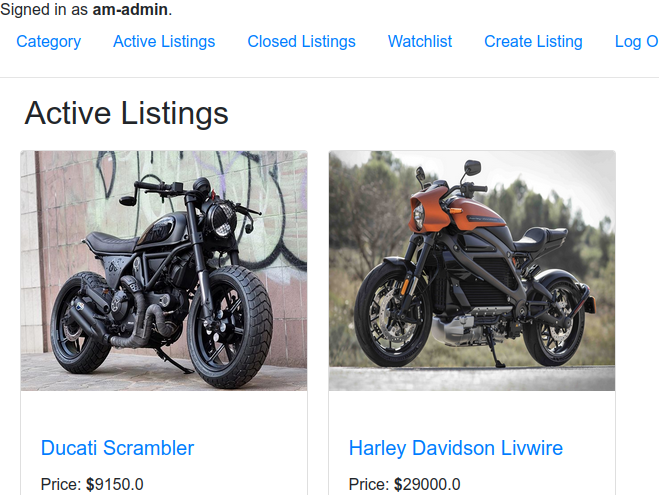 Signed in as am-admin.
Category Active Listings Closed Listings Watchlist Create Listing Log O
Active Listings
Ducati Scrambler
Harley Davidson Livwire
Price: $9150.0
Price: $29000.0